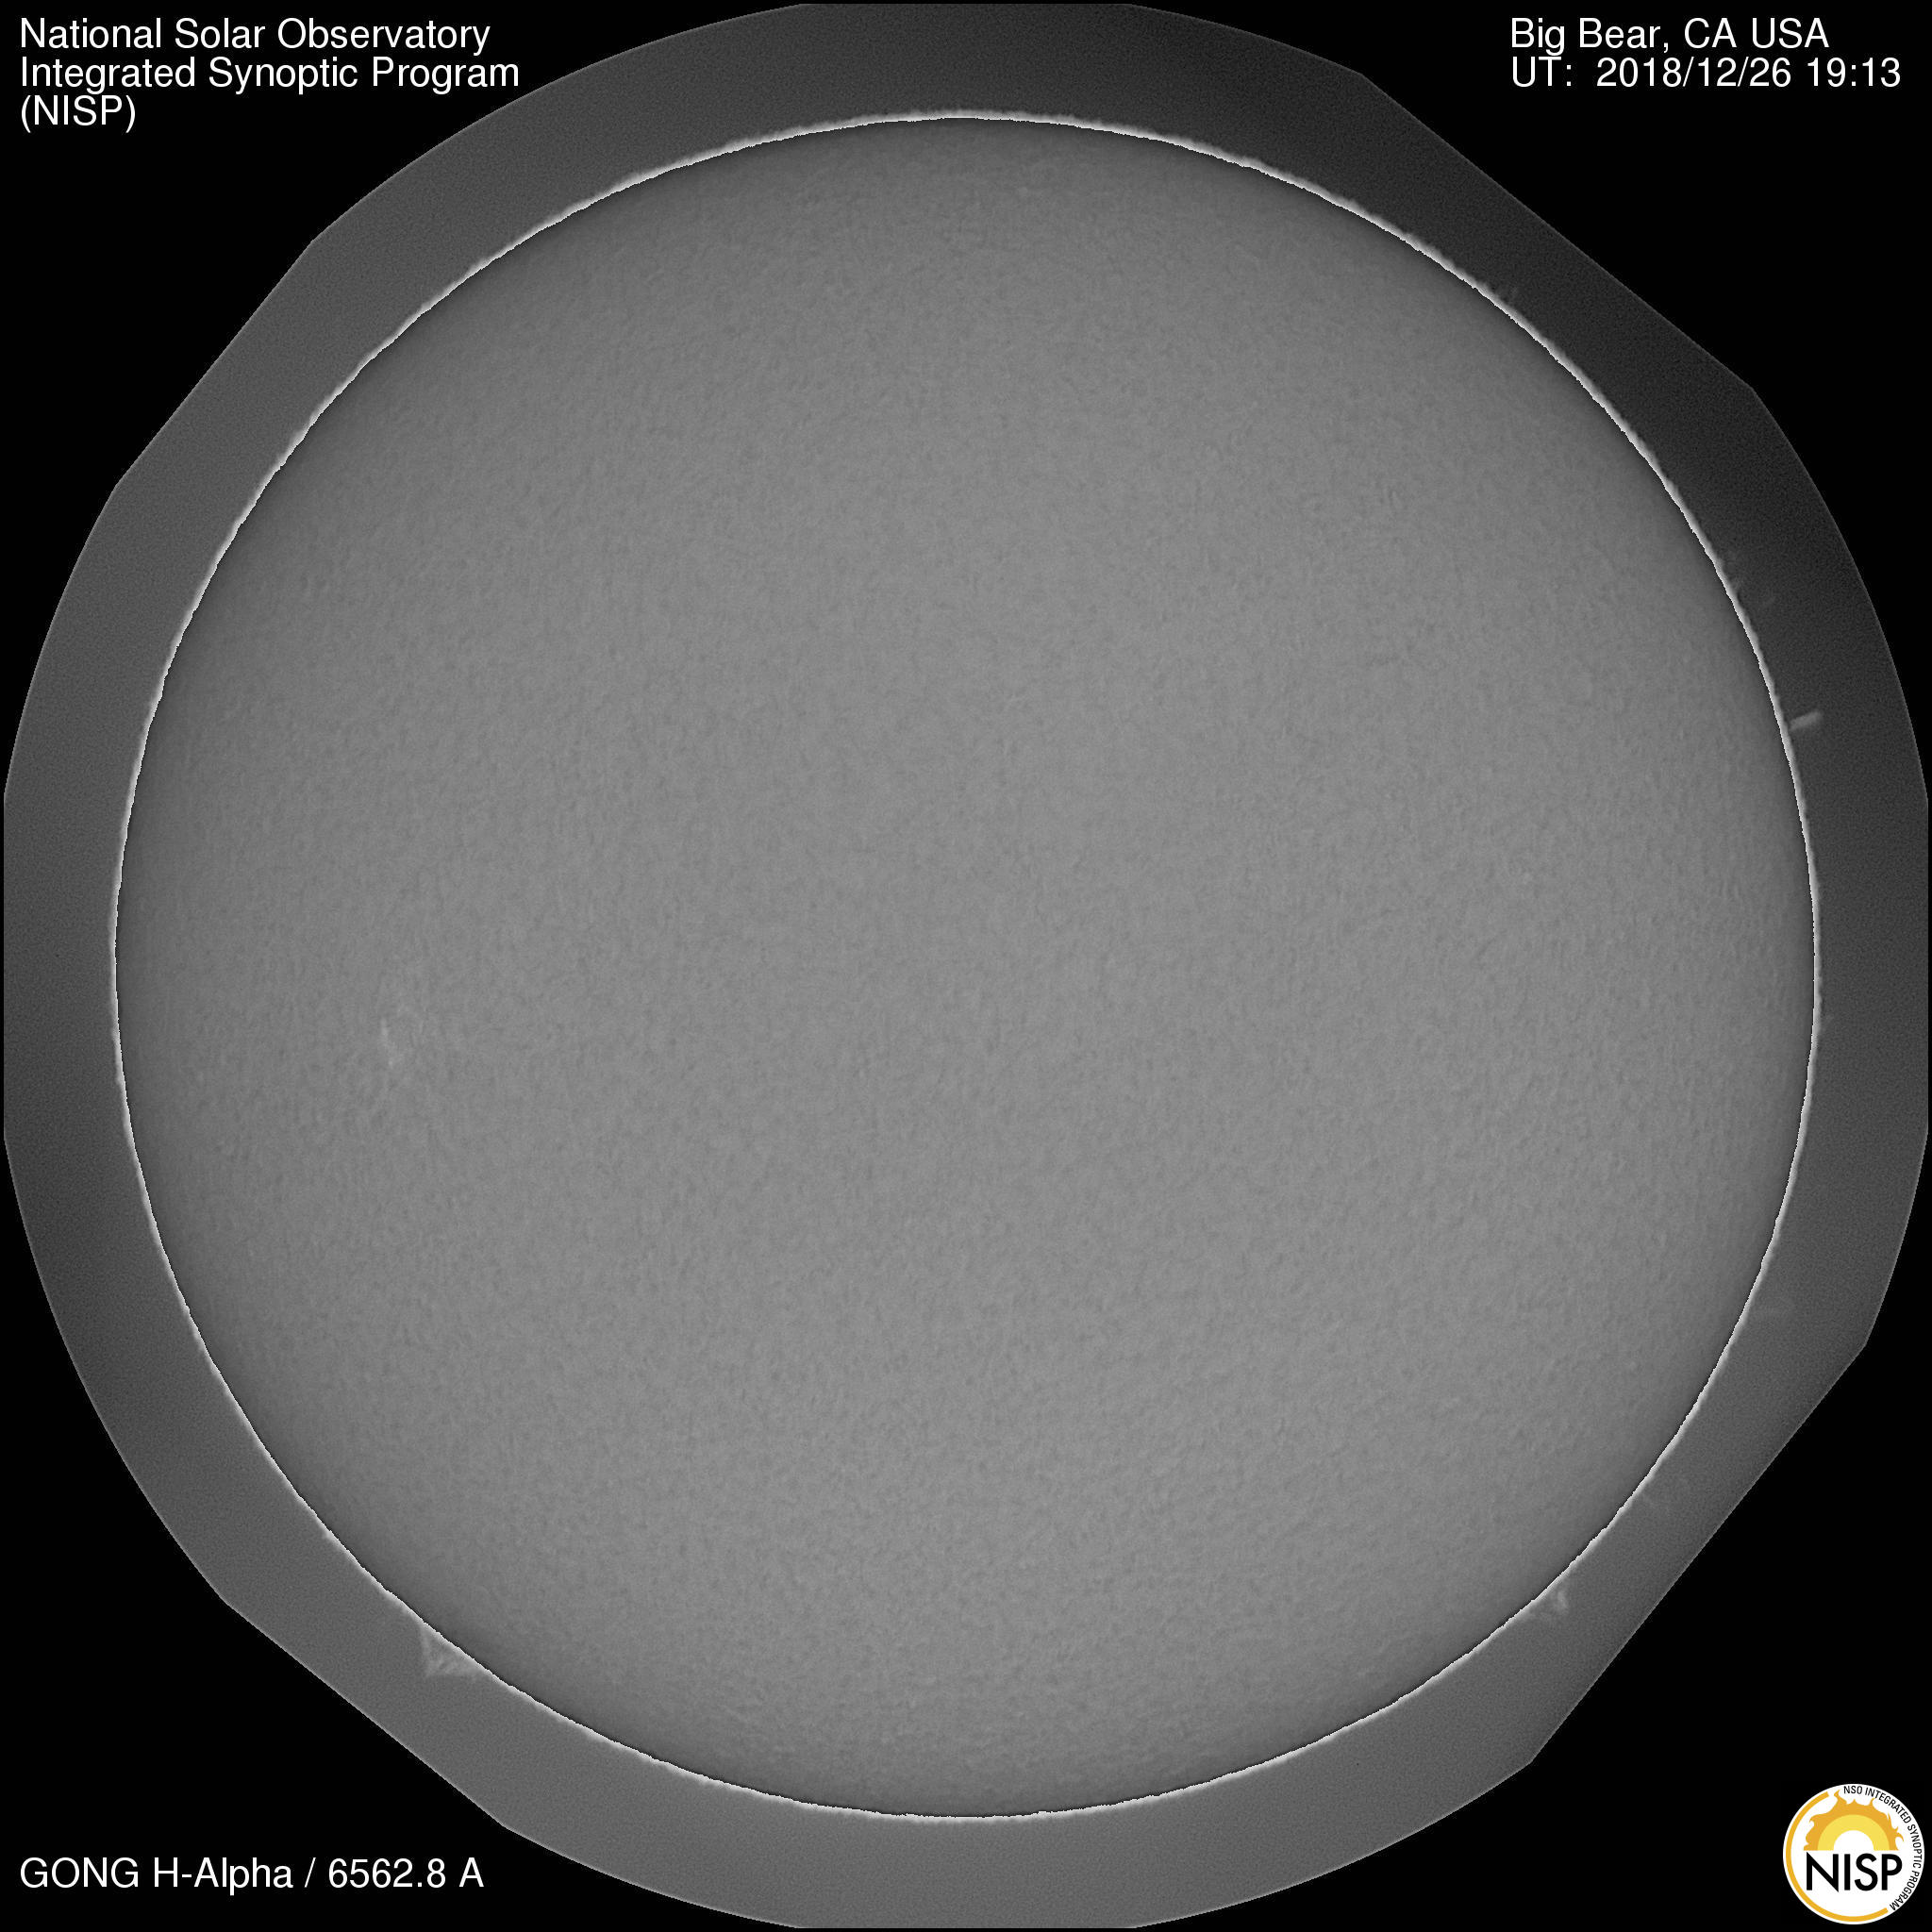 National Solar Observatory
Integrated Synoptic Program
(NISP)
Big Bear, CA USA
UT: 2018/12/26 19:13
GONG H-Alpha / 6562.8 A
NSO INTEGRATED SYNOPTIC PROGRAM
NISP